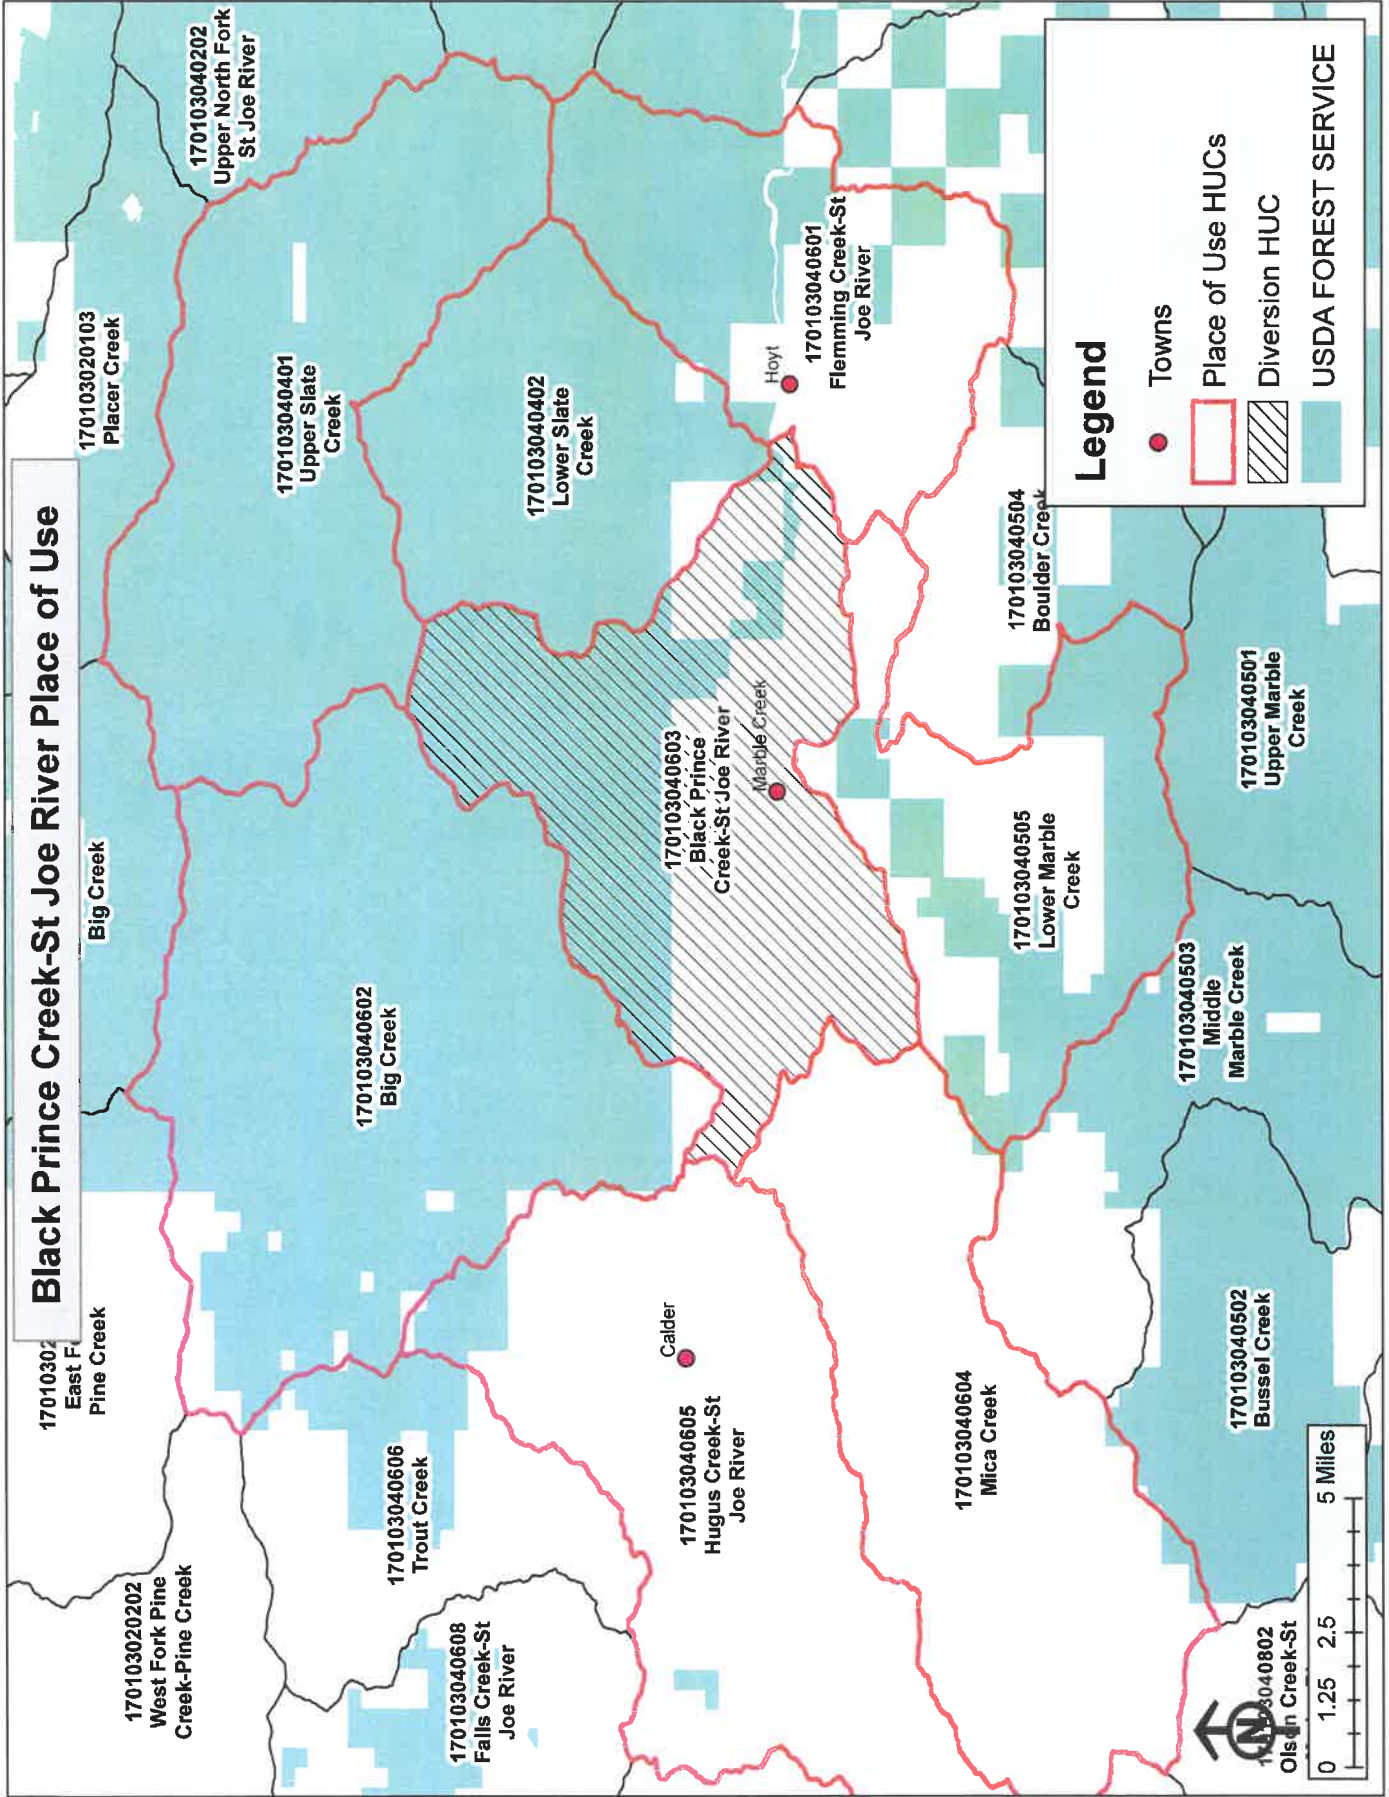 Black Prince Creek-St Joe River Place of Use
170103040202
Upper North Fork
St Joe River
170103020103
Placer Creek
Big Creek
East
Pine Creek
170103020202
West Fork Pine
Creek-Pine Creek
170103040401
Upper Slate
Creek
170103040602
Big Creek
170103040606
Trout Creek
170103040608
Falls Creek-St
Joe River
170103040402
Lower Slate
Creek
170103040603
Black Prince
Creek-St Joe River
Marble Creek
Hoyt
170103040601
Flemming Creek-St
Joe River
Calder
170103040605
Hugus Creek-St
Joe River
170103040604
Mica Creek
170103040504
Boulder Creek
170103040505
Lower Marble
Creek
170103040503
Middle
Marble Creek
170103040501
Upper Marble
Creek
170103040502
Bussel Creek
Creek-St
N
0 1.25 2.5 5 Miles
Legend
Towns
Place of Use HUCs
Diversion HUC
USDA FOREST SERVICE